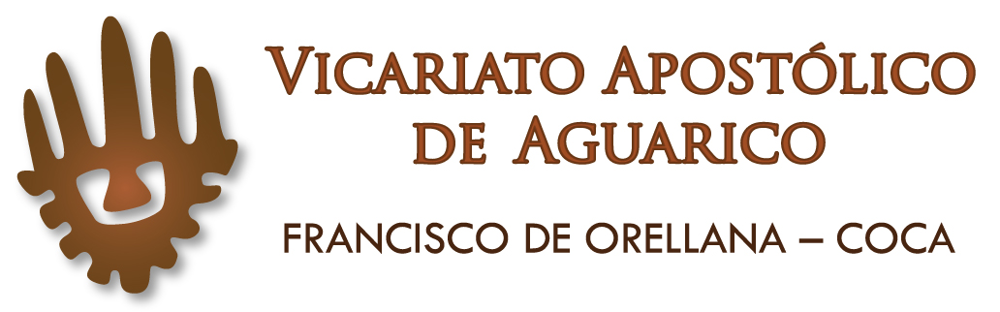 VICARIATO APOSTÓLICO
DE AGUARICO
FRANCISCO DE ORELLANA – COCA